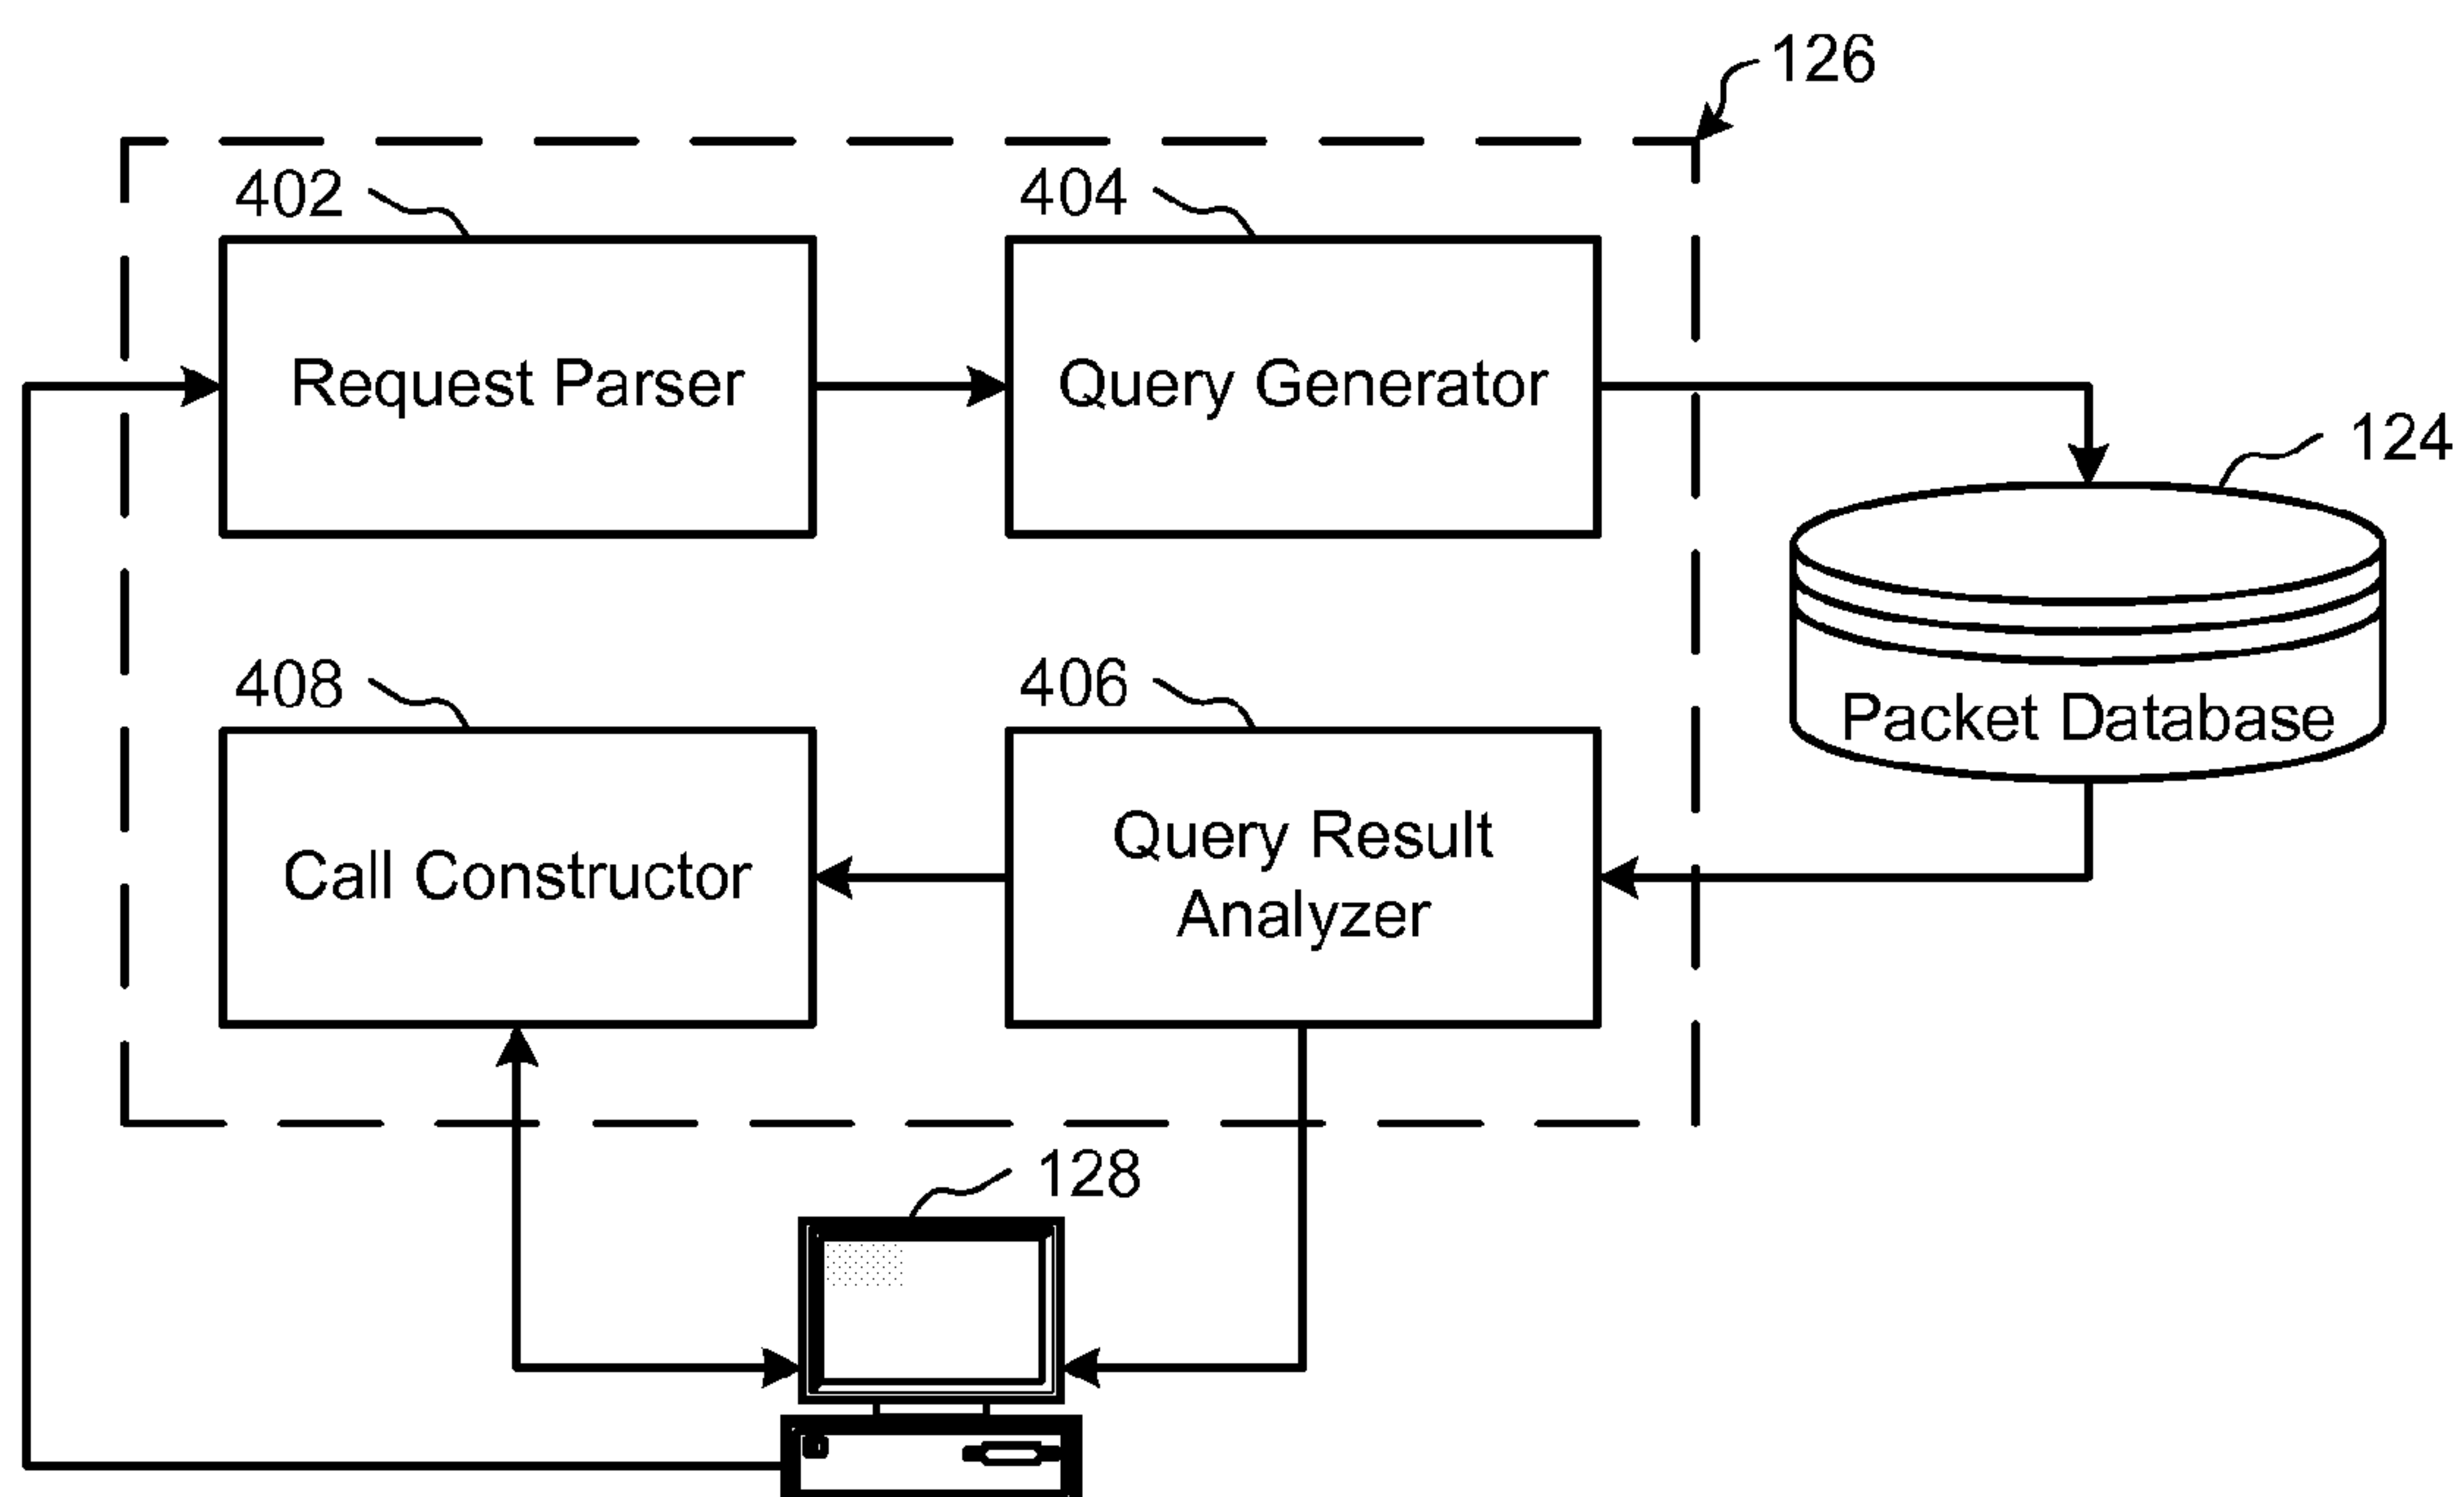 126
402
404
Request Parser
Query Generator
124
408
406
Packet Database
Call Constructor
Query Result
Analyzer
128